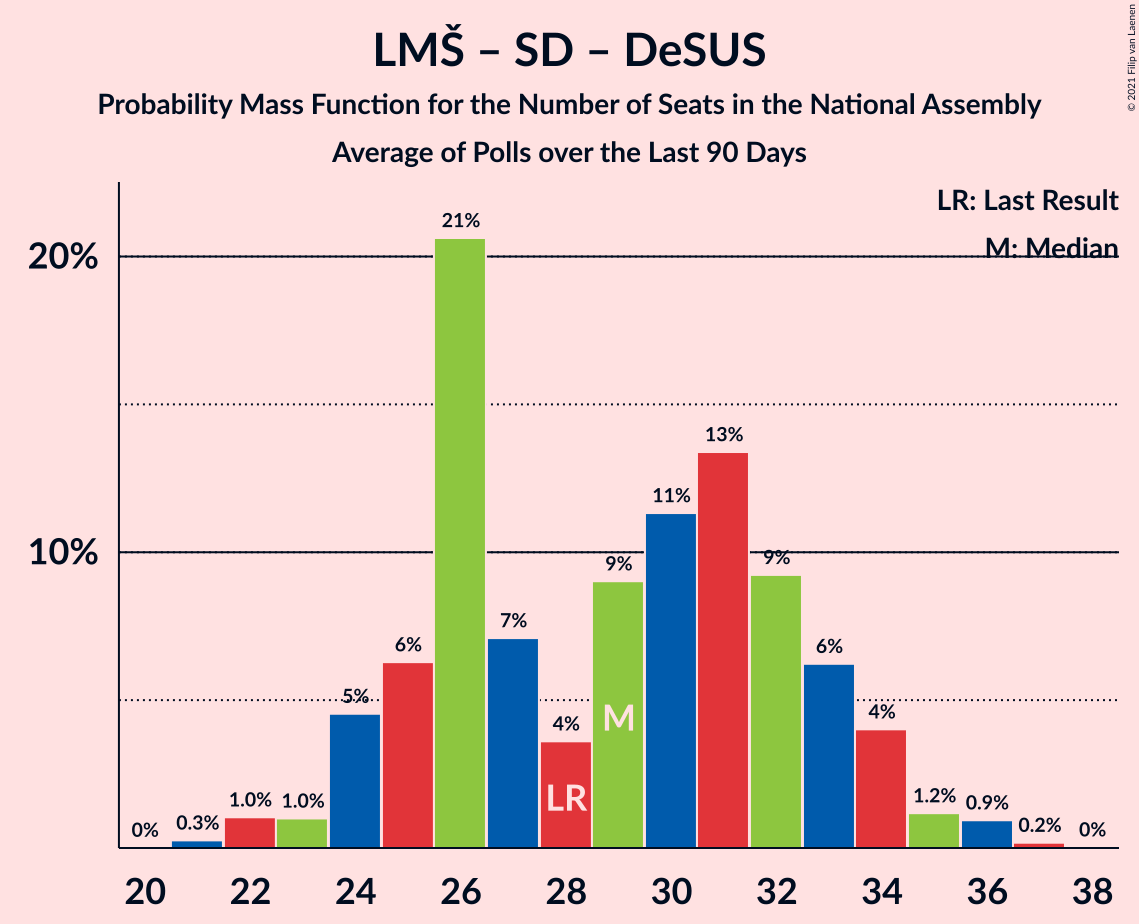 LMŠ – SD – DeSUS
Probability Mass Function for the Number of Seats in the National Assembly
Average of Polls over the Last 90 Days
© 2021 Filip van Laenen
LR: Last Result
M: Median
20%
10%
0%
0.3%
1.0%
1.0%
5%
6%
21%
7%
4%
9%
11%
13%
9%
6%
4%
1.2%
0.9%
0.2%
0%
M
LR
20 22 24 26 28 30 32 34 36 38